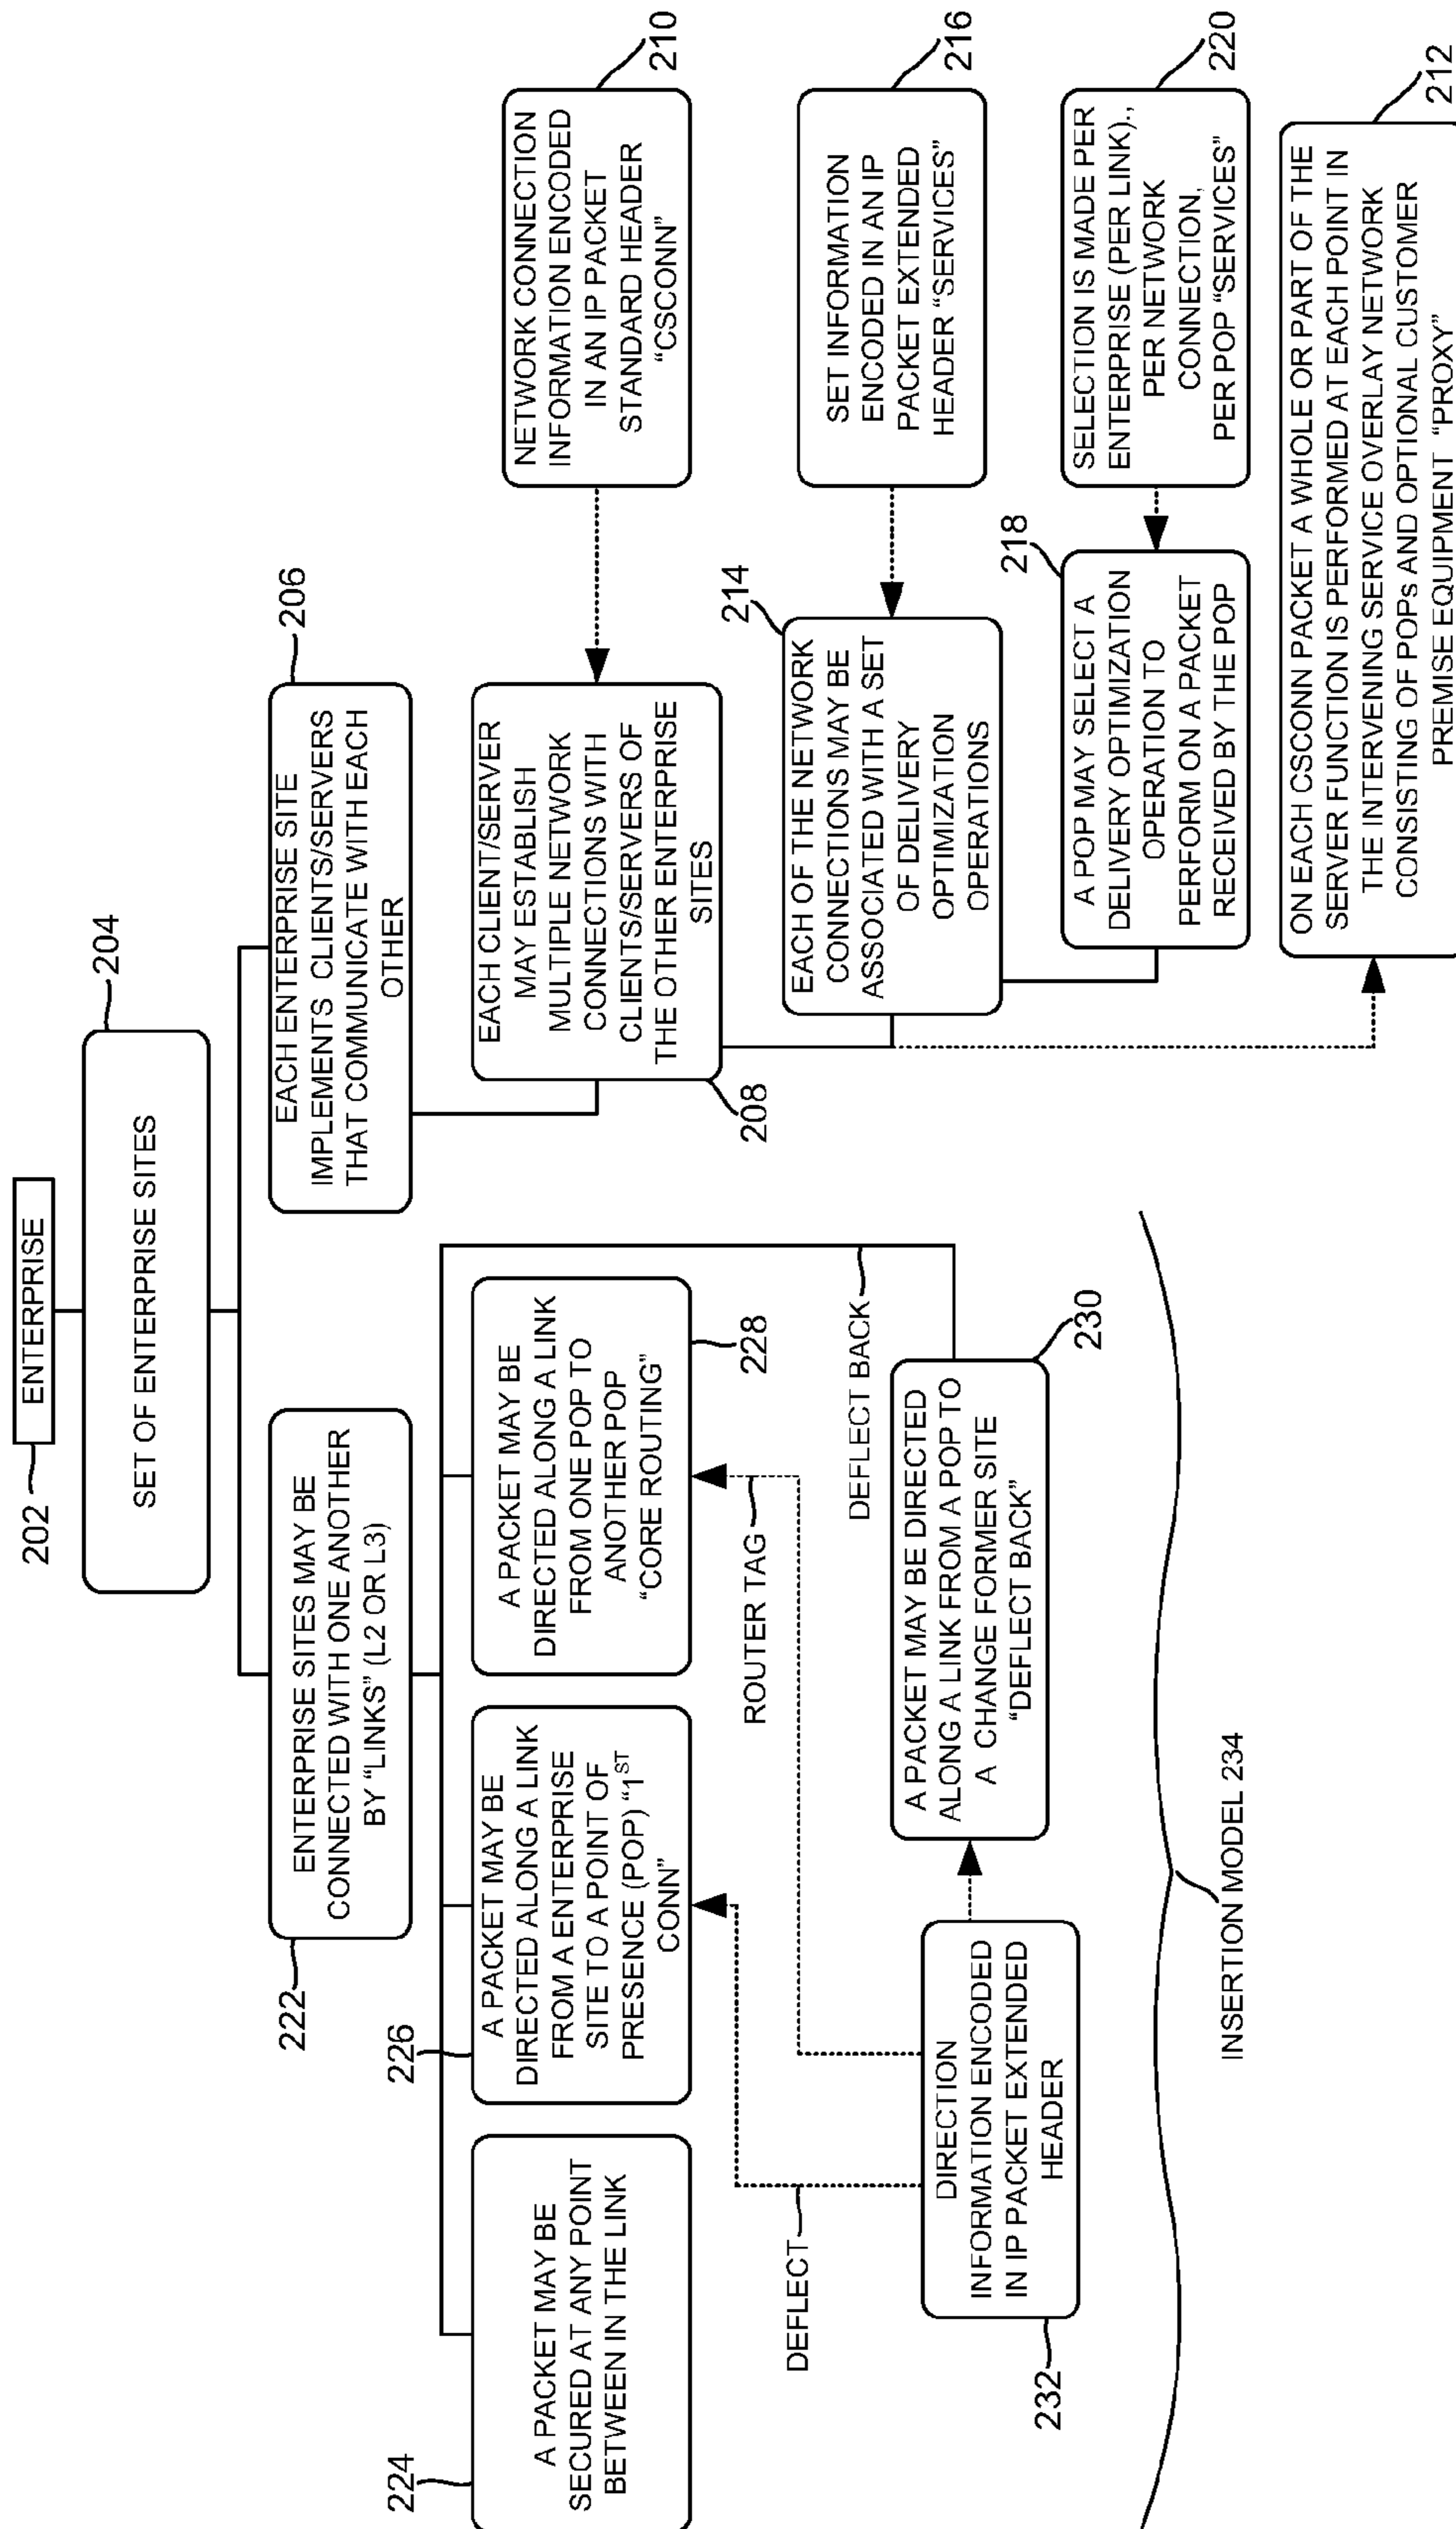 202
ENTERPRISE
204
SET OF ENTERPRISE SITES
222
ENTERPRISE SITES MAY BE
CONNECTED WITH ONE ANOTHER
BY “LINKS” (L2 OR L3)
206
EACH ENTERPRISE SITE
IMPLEMENTS CLIENTS/SERVERS
THAT COMMUNICATE WITH EACH
OTHER
224
A PACKET MAY BE
SECURED AT ANY POINT
BETWEEN IN THE LINK
226
A PACKET MAY BE
DIRECTED ALONG A LINK
FROM A ENTERPRISE
SITE TO A POINT OF
PRESENCE (POP) “1ST
CONN”
A PACKET MAY BE
DIRECTED ALONG A LINK
FROM ONE POP TO
ANOTHER POP
“CORE ROUTING”
228
EACH CLIENT/SERVER
MAY ESTABLISH
MULTIPLE NETWORK
CONNECTIONS WITH
CLIENTS/SERVERS OF
THE OTHER ENTERPRISE
SITES
208
NETWORK CONNECTION
INFORMATION ENCODED
IN AN IP PACKET
STANDARD HEADER
“CSCONN”
210
DEFLECT
ROUTER TAG
DEFLECT BACK
214
EACH OF THE NETWORK
CONNECTIONS MAY BE
ASSOCIATED WITH A SET
OF DELIVERY
OPTIMIZATION
OPERATIONS
SET INFORMATION
ENCODED IN AN IP
PACKET EXTENDED
HEADER “SERVICES”
216
232
DIRECTION
INFORMATION ENCODED
IN IP PACKET EXTENDED
HEADER
A PACKET MAY BE DIRECTED
ALONG A LINK FROM A POP TO
A CHANGE FORMER SITE
“DEFLECT BACK”
230
218
A POP MAY SELECT A
DELIVERY OPTIMIZATION
OPERATION TO
PERFORM ON A PACKET
RECEIVED BY THE POP
SELECTION IS MADE PER
ENTERPRISE (PER LINK).,
PER NETWORK
CONNECTION,
PER POP “SERVICES”
220
INSERTION MODEL 234
ON EACH CSCONN PACKET A WHOLE OR PART OF THE
SERVER FUNCTION IS PERFORMED AT EACH POINT IN
THE INTERVENING SERVICE OVERLAY NETWORK
CONSISTING OF POPs AND OPTIONAL CUSTOMER
PREMISE EQUIPMENT “PROXY”
212